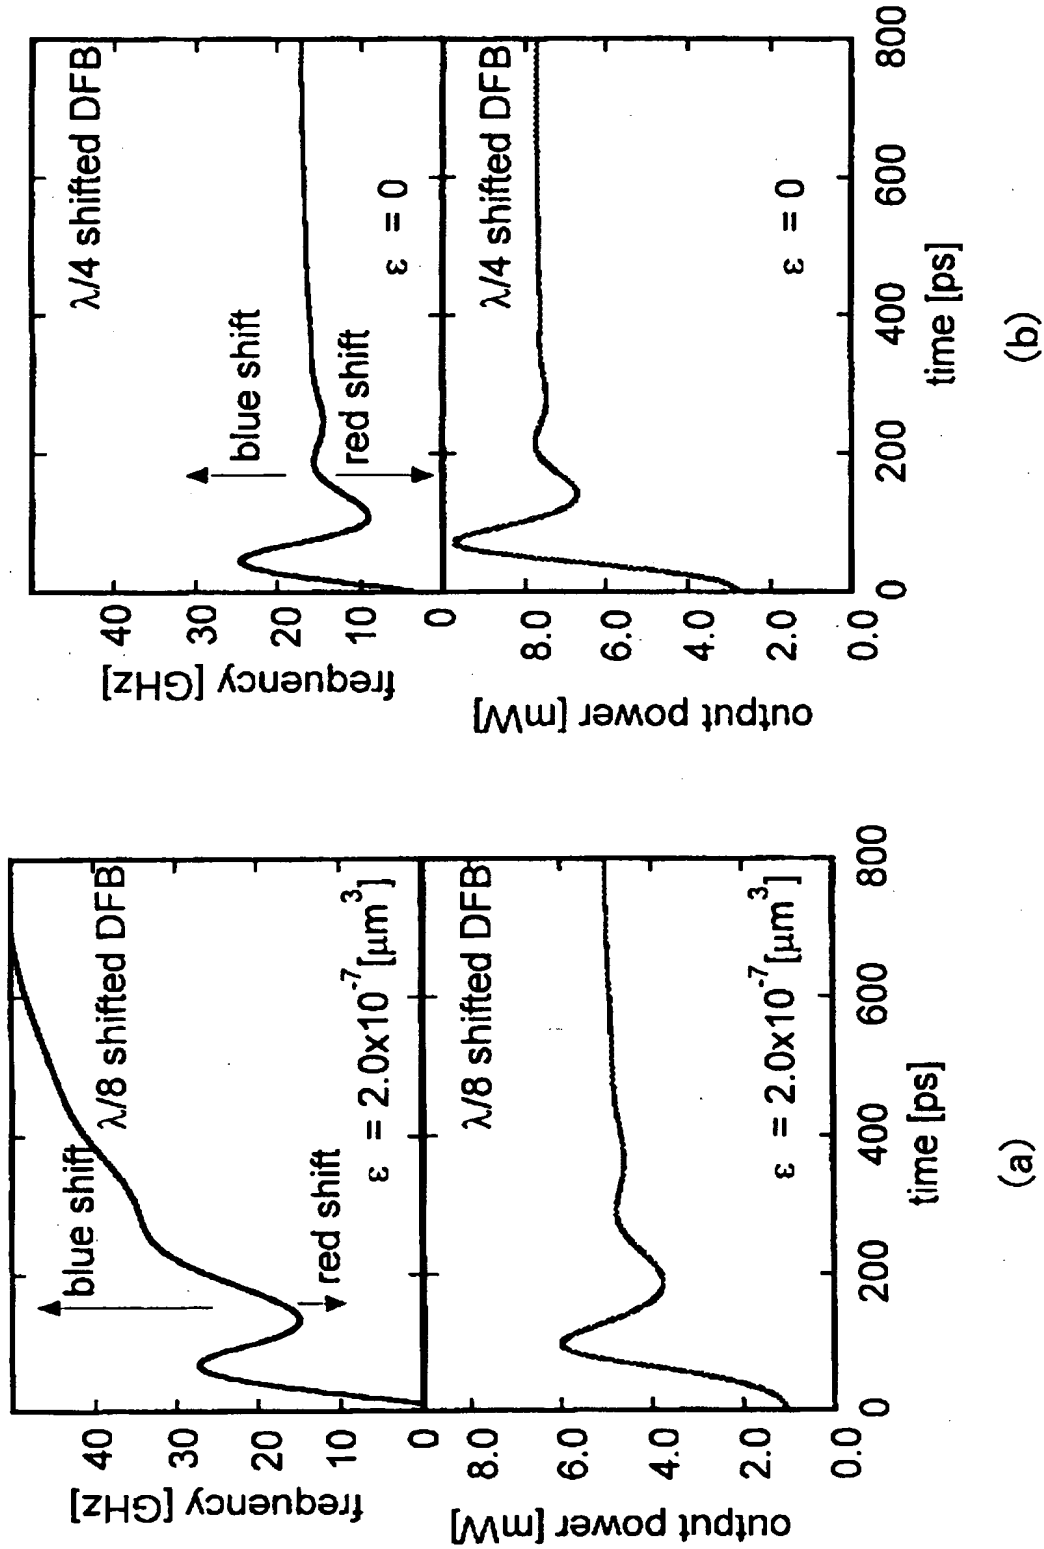 frequency [GHz]
40
30
20
10
0
blue shift
λ/8 shifted DFB
red shift
ε = 2.0x10⁻⁷[μm³]
output power [mW]
8.0
6.0
4.0
2.0
0.0
λ/8 shifted DFB
ε = 2.0x10⁻⁷[μm³]
0
200
400
600
800
time [ps]
(a)
frequency [GHz]
40
30
20
10
0
λ/4 shifted DFB
blue shift
red shift
ε = 0
output power [mW]
8.0
6.0
4.0
2.0
0.0
λ/4 shifted DFB
ε = 0
0
200
400
600
800
time [ps]
(b)